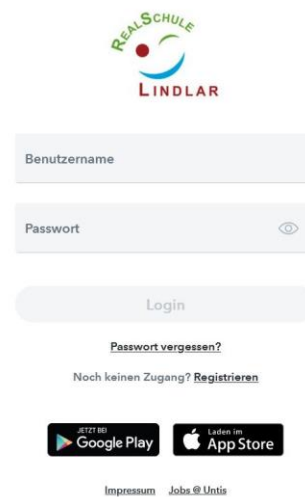 REALSCHULE
LINDLAR
Benutzername
Passwort
Login
Passwort vergessen?
Noch keinen Zugang? Registrieren
JETZT BEI
Google Play
Laden im
App Store
Impressum Jobs @ Untis